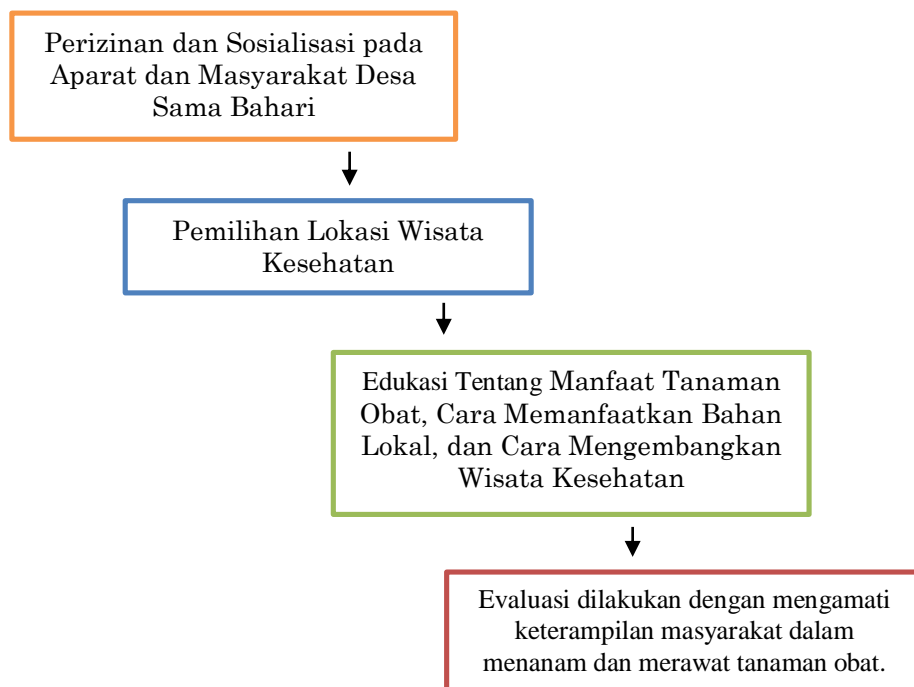 Perizinan dan Sosialisasi pada
Aparat dan Masyarakat Desa
Sama Bahari
Pemilihan Lokasi Wisata
Kesehatan
Edukasi Tentang Manfaat Tanaman
Obat, Cara Memanfaatkan Bahan
Lokal, dan Cara Mengembangkan
Wisata Kesehatan
Evaluasi dilakukan dengan mengamati
keterampilan masyarakat dalam
menanam dan merawat tanaman obat.